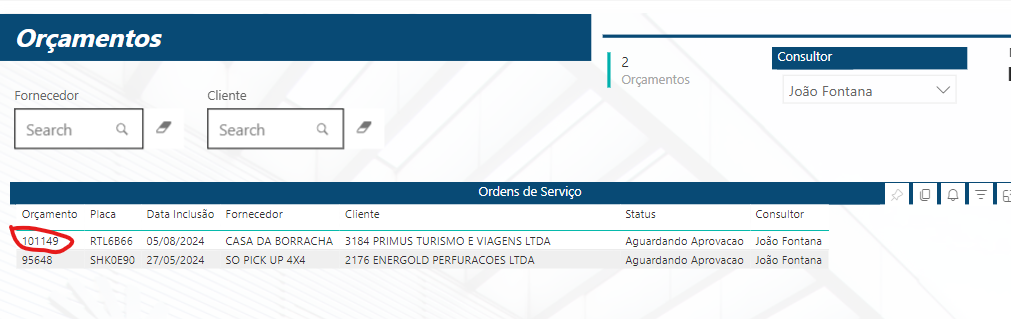 Orçamentos
2
Orçamentos
Consultor
João Fontana
Fornecedor
Cliente
Search
Search
Ordens de Serviço
Orçamento Placa Data Inclusão Fornecedor Cliente Status Consultor
101149 RTL6B66 05/08/2024 CASA DA BORRACHA 3184 PRIMUS TURISMO E VIAGENS LTDA Aguardando Aprovacao João Fontana
95648 SHK0E90 27/05/2024 SO PICK UP 4X4 2176 ENERGOLD PERFURACOES LTDA Aguardando Aprovacao João Fontana